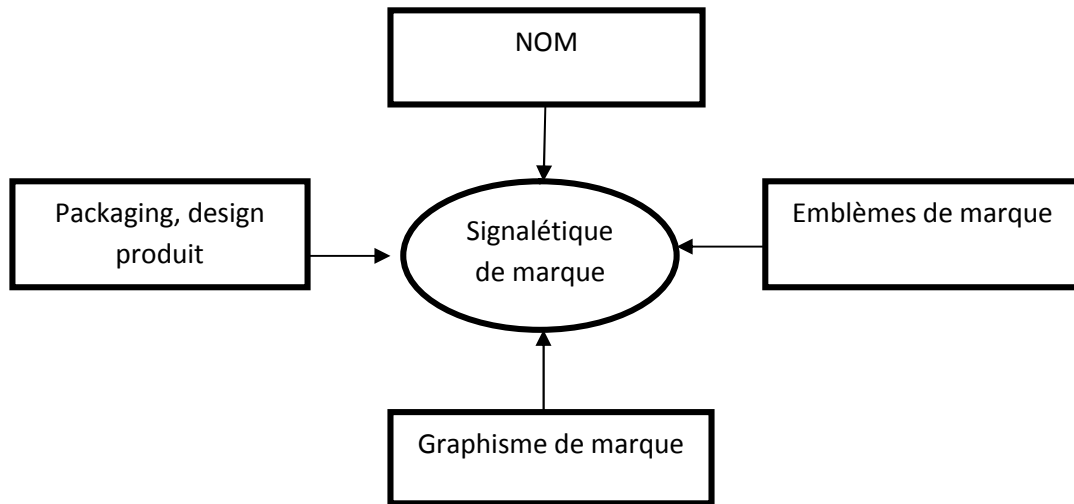 NOM
Packaging, design
produit
Signalétique
de marque
Emblèmes de marque
Graphisme de marque